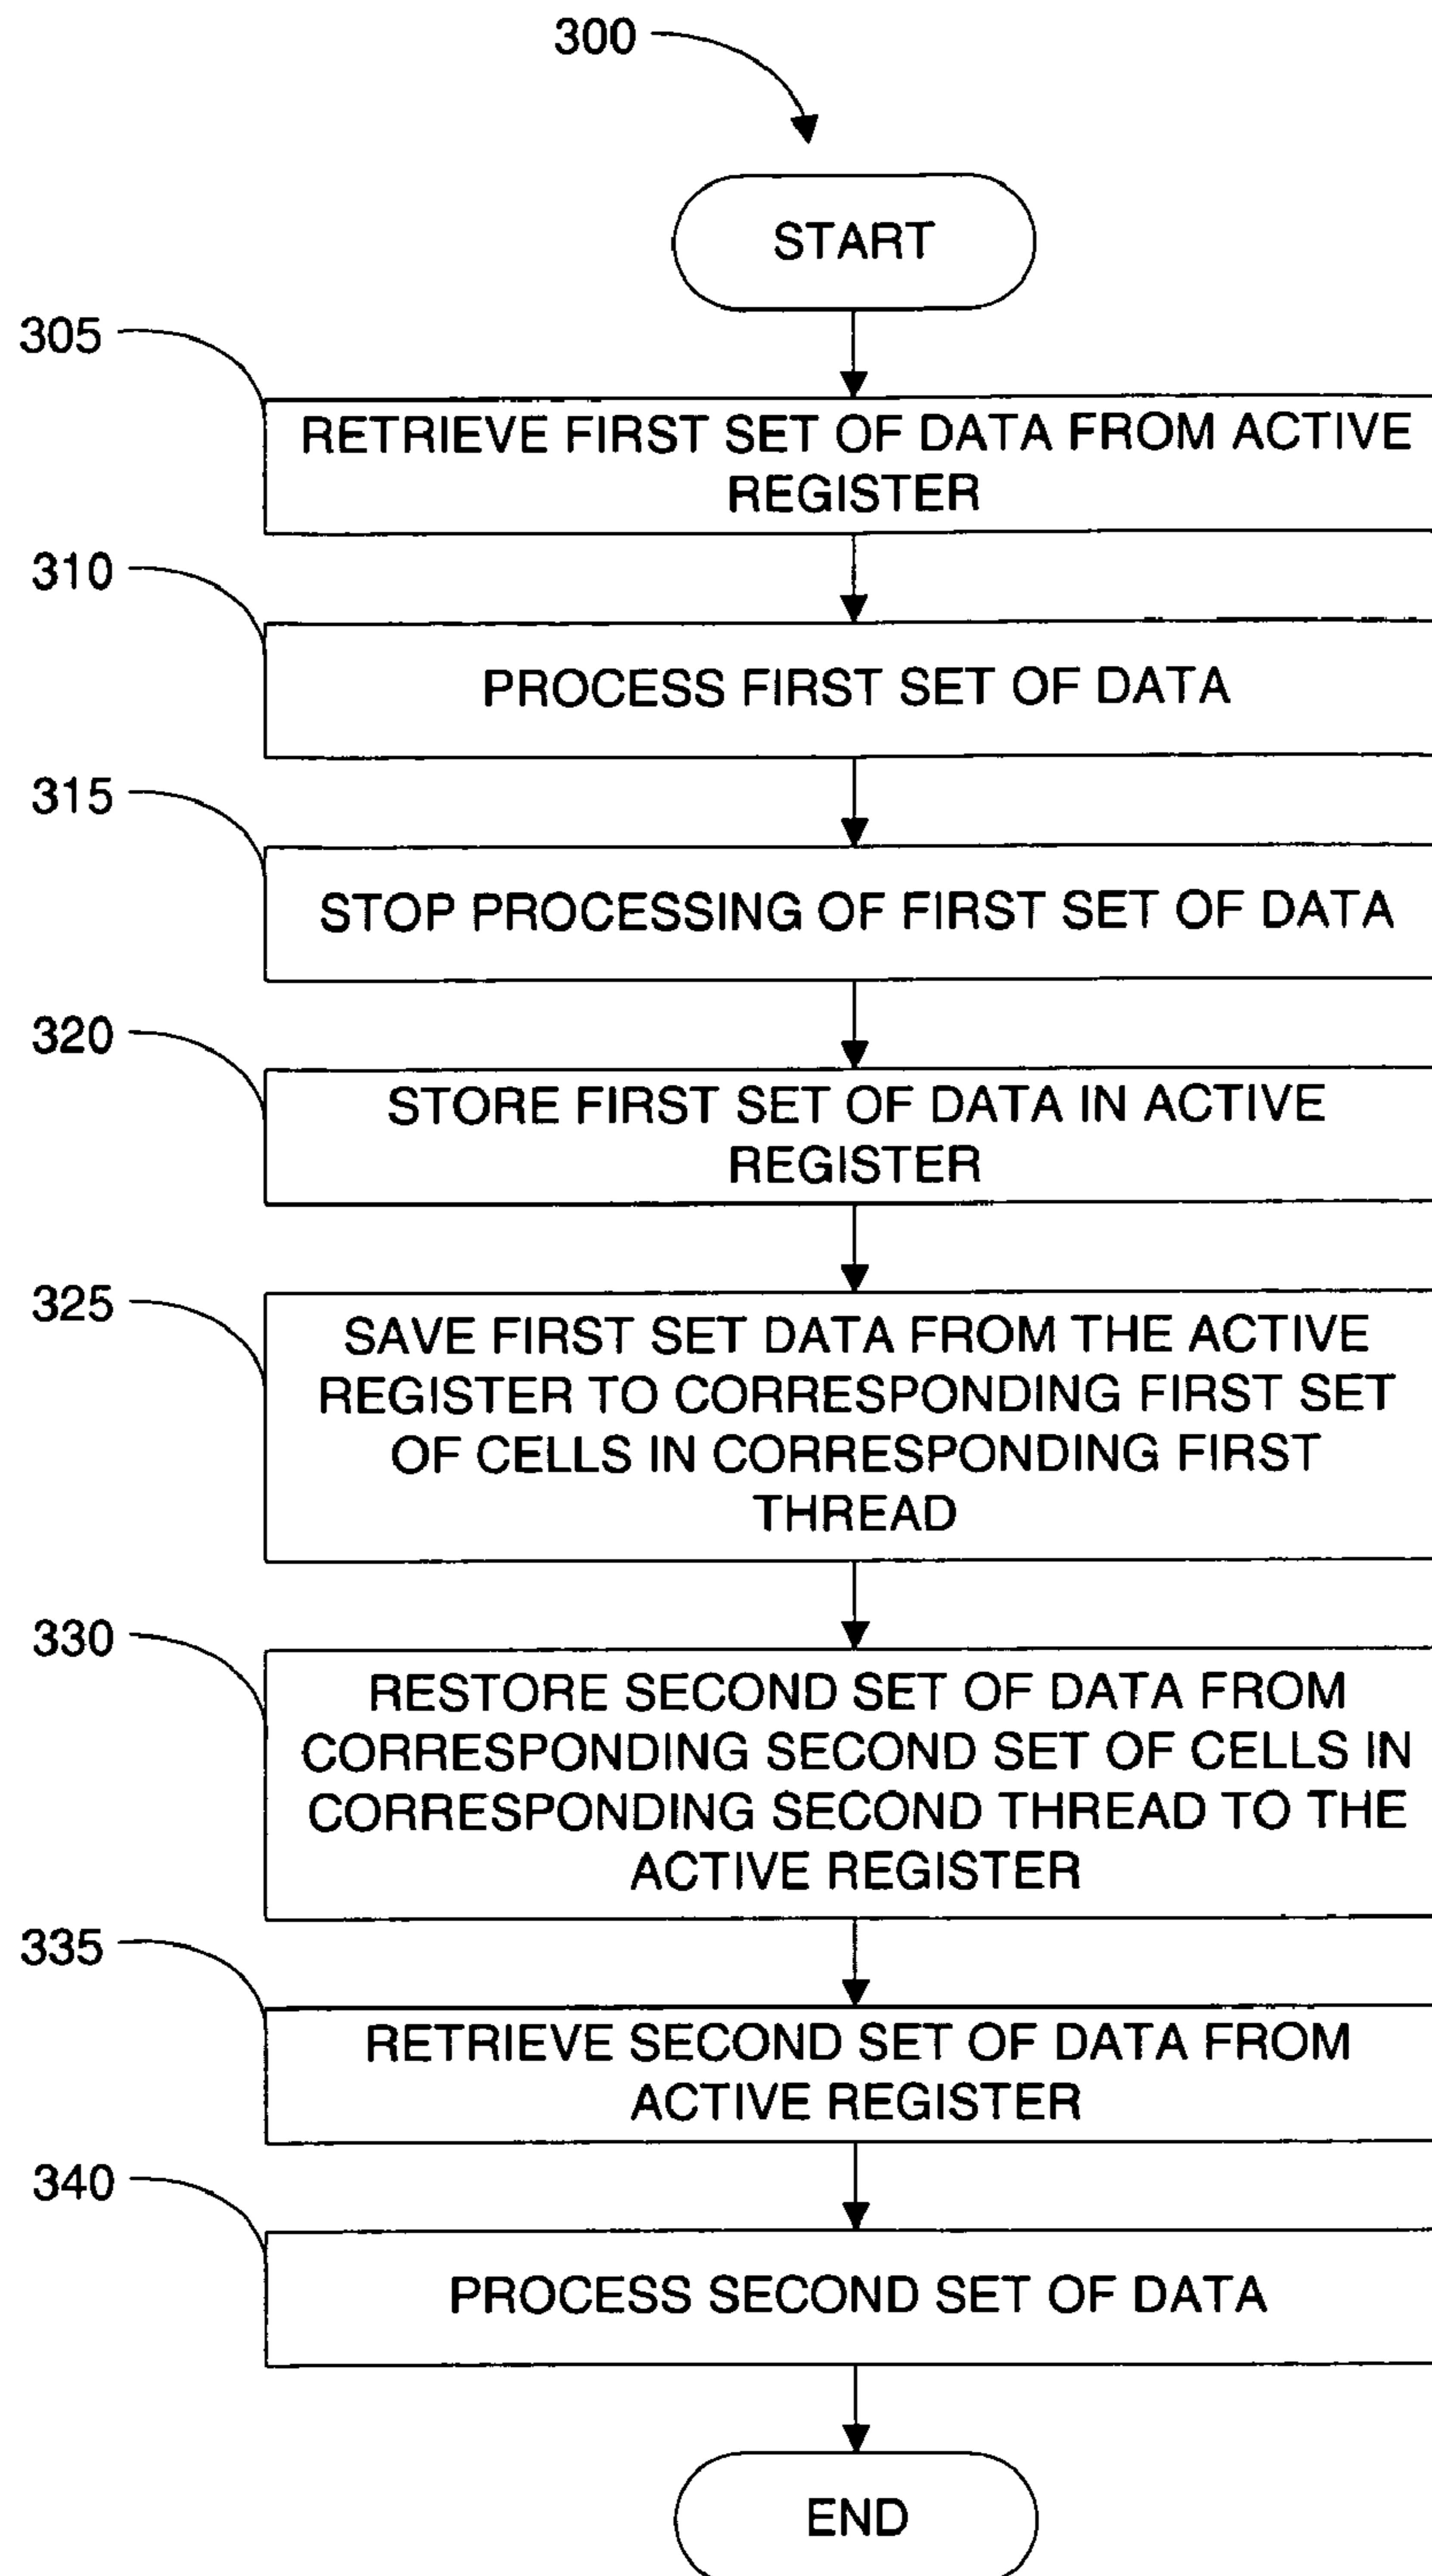 300
START
305
RETRIEVE FIRST SET OF DATA FROM ACTIVE
REGISTER
310
PROCESS FIRST SET OF DATA
315
STOP PROCESSING OF FIRST SET OF DATA
320
STORE FIRST SET OF DATA IN ACTIVE
REGISTER
325
SAVE FIRST SET DATA FROM THE ACTIVE
REGISTER TO CORRESPONDING FIRST SET
OF CELLS IN CORRESPONDING FIRST
THREAD
330
RESTORE SECOND SET OF DATA FROM
CORRESPONDING SECOND SET OF CELLS IN
CORRESPONDING SECOND THREAD TO THE
ACTIVE REGISTER
335
RETRIEVE SECOND SET OF DATA FROM
ACTIVE REGISTER
340
PROCESS SECOND SET OF DATA
END